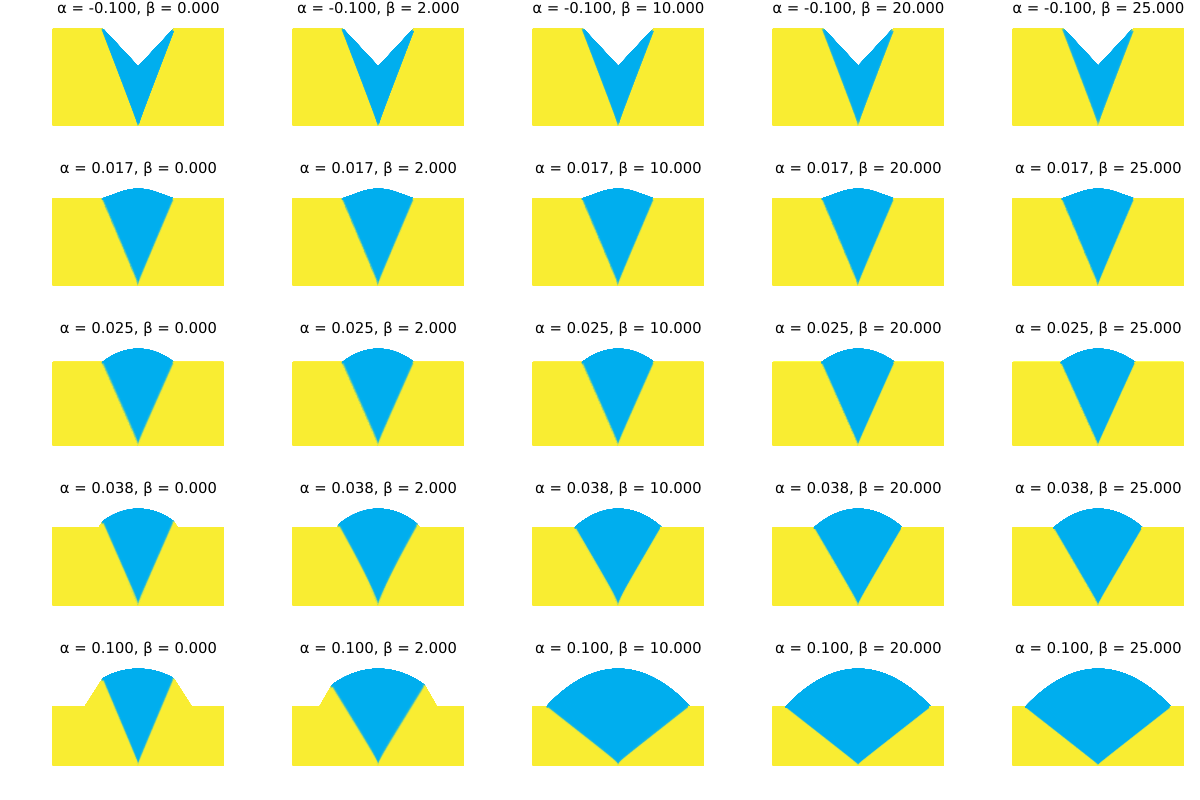 α = -0.100, β = 0.000
α = -0.100, β = 2.000
α = -0.100, β = 10.000
α = -0.100, β = 20.000
α = -0.100, β = 25.000
α = 0.017, β = 0.000
α = 0.017, β = 2.000
α = 0.017, β = 10.000
α = 0.017, β = 20.000
α = 0.017, β = 25.000
α = 0.025, β = 0.000
α = 0.025, β = 2.000
α = 0.025, β = 10.000
α = 0.025, β = 20.000
α = 0.025, β = 25.000
α = 0.038, β = 0.000
α = 0.038, β = 2.000
α = 0.038, β = 10.000
α = 0.038, β = 20.000
α = 0.038, β = 25.000
α = 0.100, β = 0.000
α = 0.100, β = 2.000
α = 0.100, β = 10.000
α = 0.100, β = 20.000
α = 0.100, β = 25.000